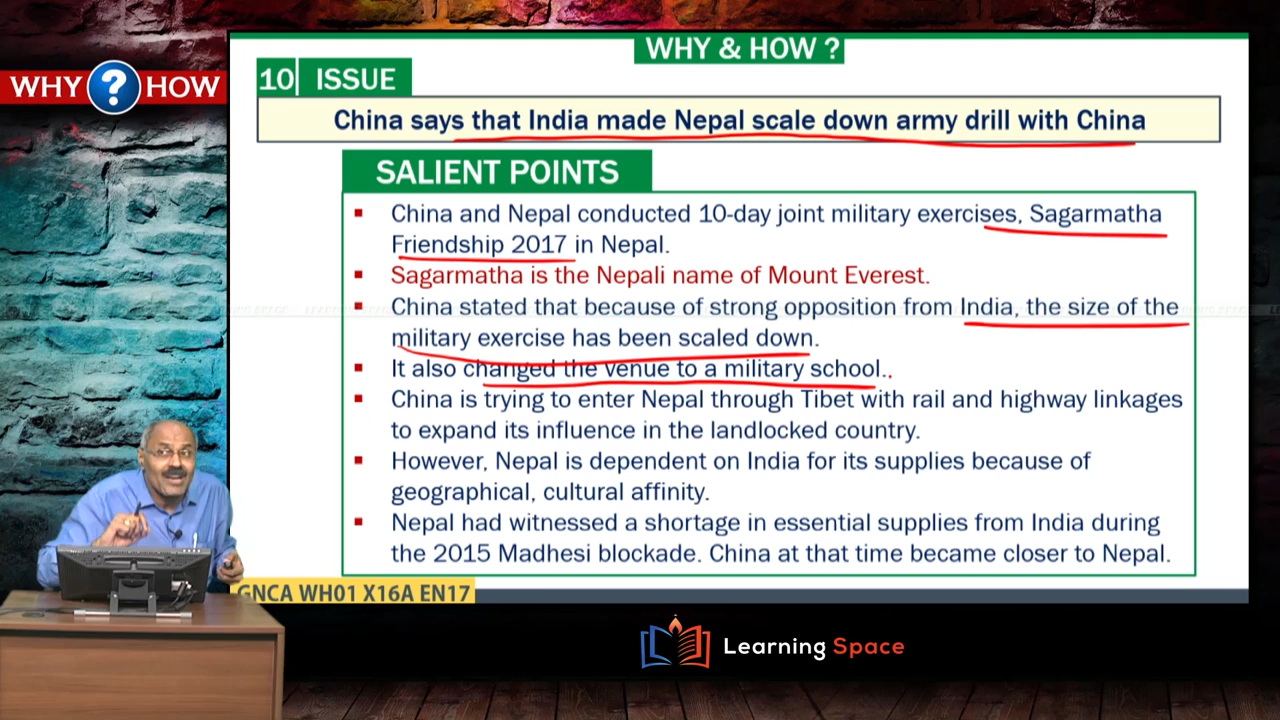 WHY & HOW ?
WHY ? HOW
10 ISSUE
China says that India made Nepal scale down army drill with China
SALIENT POINTS
China and Nepal conducted 10-day joint military exercises, Sagarmatha
Friendship 2017 in Nepal.
Sagarmatha is the Nepali name of Mount Everest.
China stated that because of strong opposition from India, the size of the
military exercise has been scaled down.
It also changed the venue to a military school..
China is trying to enter Nepal through Tibet with rail and highway linkages
to expand its influence in the landlocked country.
However, Nepal is dependent on India for its supplies because of
geographical, cultural affinity.
Nepal had witnessed a shortage in essential supplies from India during
the 2015 Madhesi blockade. China at that time became closer to Nepal.
GNCA WH01 X16A EN17
Learning Space